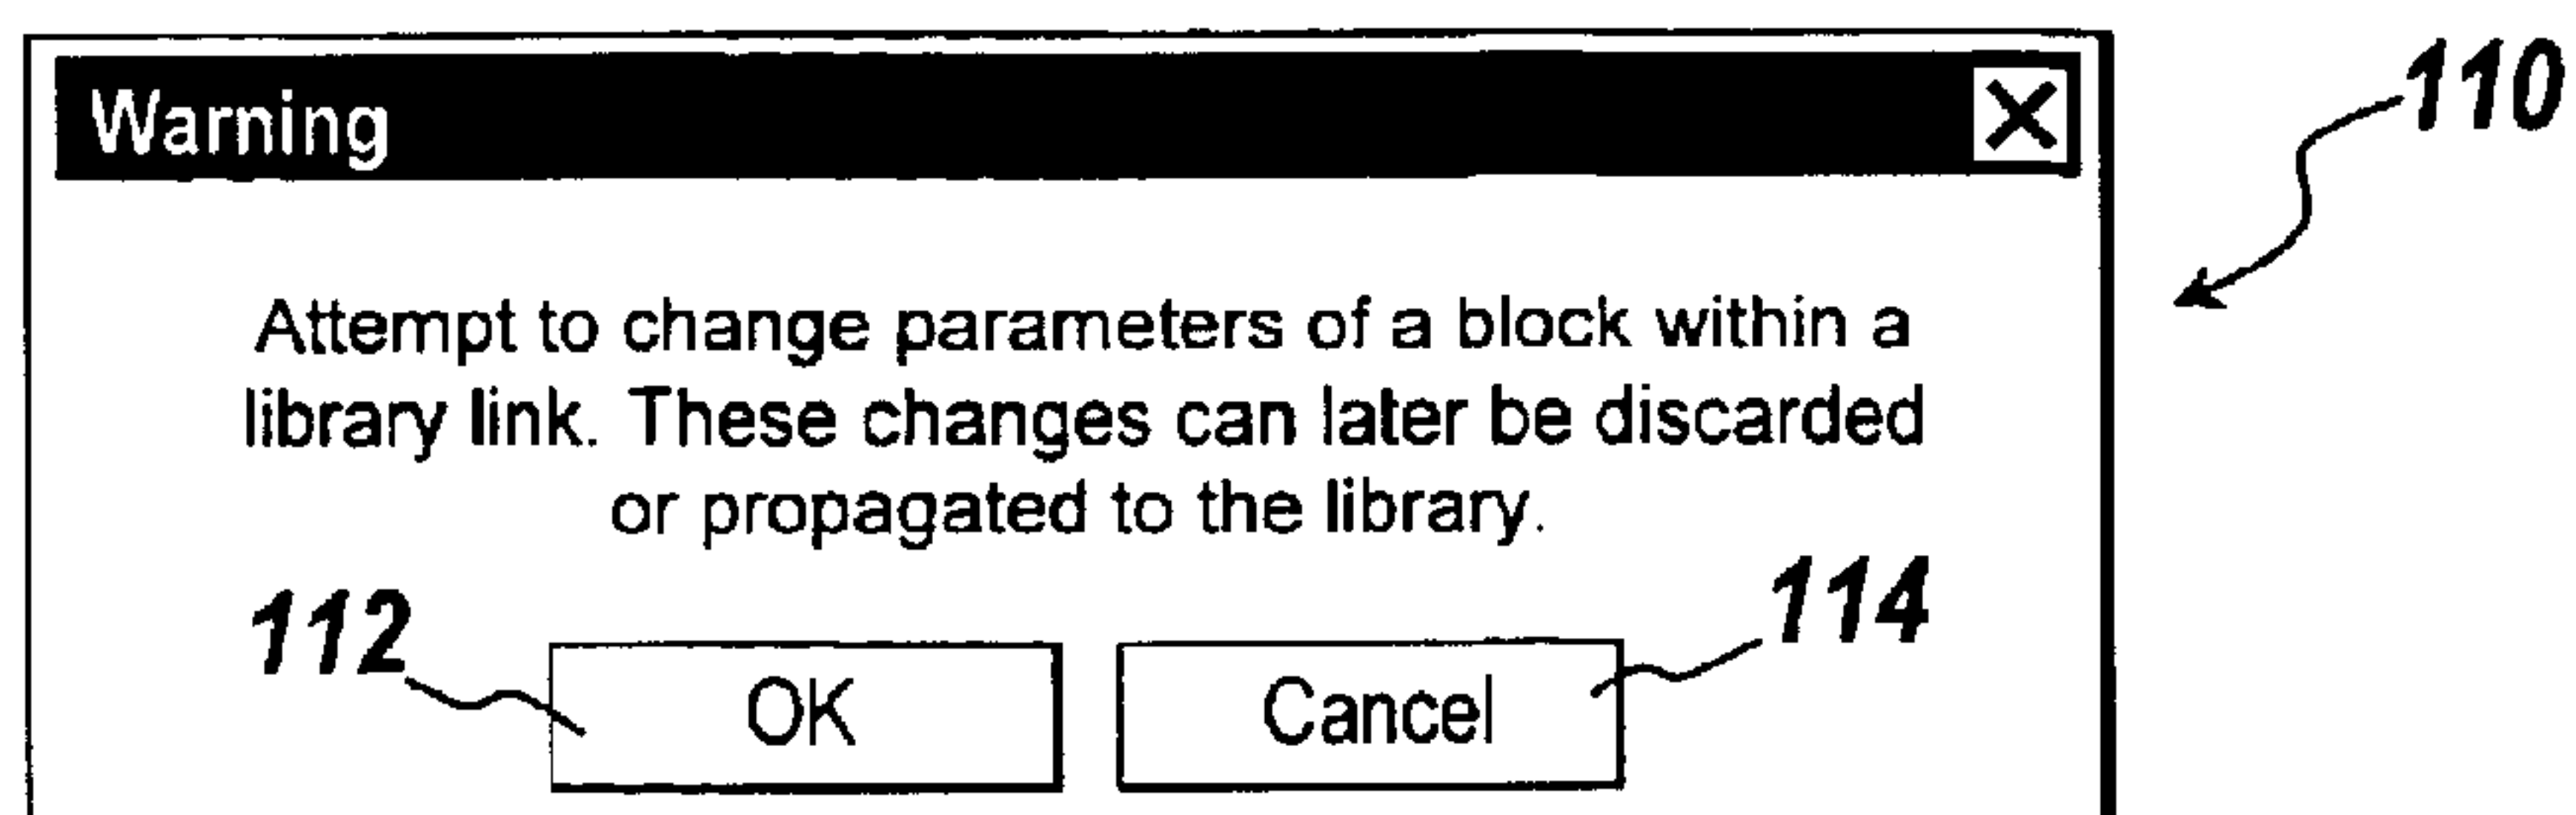 Warning
110
Attempt to change parameters of a block within a
library link. These changes can later be discarded
or propagated to the library.
112
114
OK
Cancel